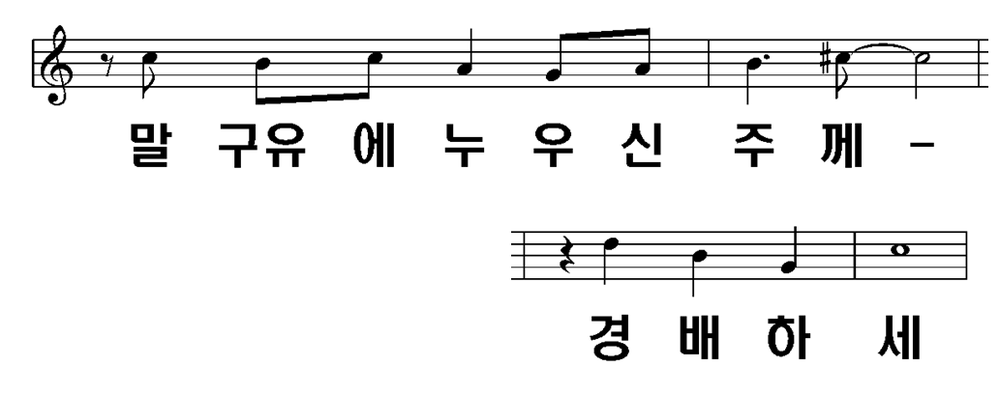 말 구유 에 누 우 신 주 께 -
경 배 하 세